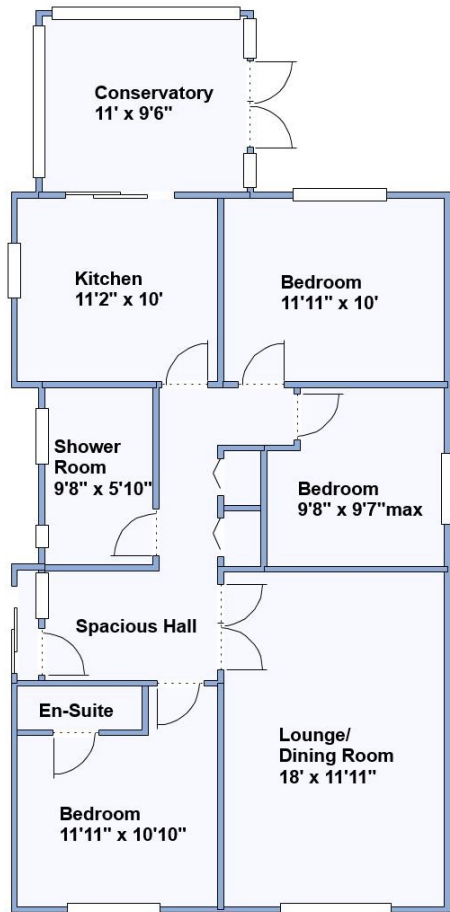 Conservatory
11' x 9'6"
Kitchen
11'2" x 10'
Bedroom
11'11" x 10'
Shower
Room
9'8" x 5'10"
Bedroom
9'8" x 9'7"max
Spacious Hall
En-Suite
Lounge/
Dining Room
18' x 11'11"
Bedroom
11'11" x 10'10"